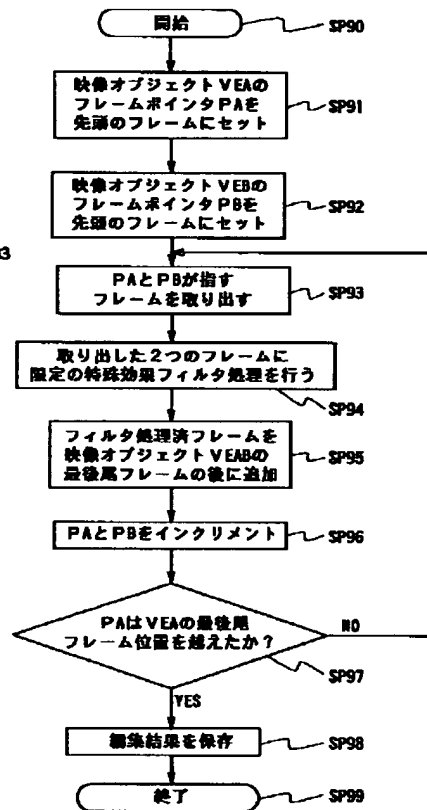 開始
SP90
映像オブジェクトVEAの
フレームポインタPAを
先頭のフレームにセット
SP91
映像オブジェクトVEBの
フレームポインタPBを
先頭のフレームにセット
SP92
3
PAとPBが指す
フレームを取り出す
SP93
取り出した2つのフレームに
限定の特殊効果フィルタ処理を行う
SP94
フィルタ処理済フレームを
映像オブジェクトVEABの
最後尾フレームの後に追加
SP95
PAとPBをインクリメント
SP96
PAはVEAの最後尾
フレーム位置を越えたか?
NO
SP97
YES
編集結果を保存
SP98
終了
SP99